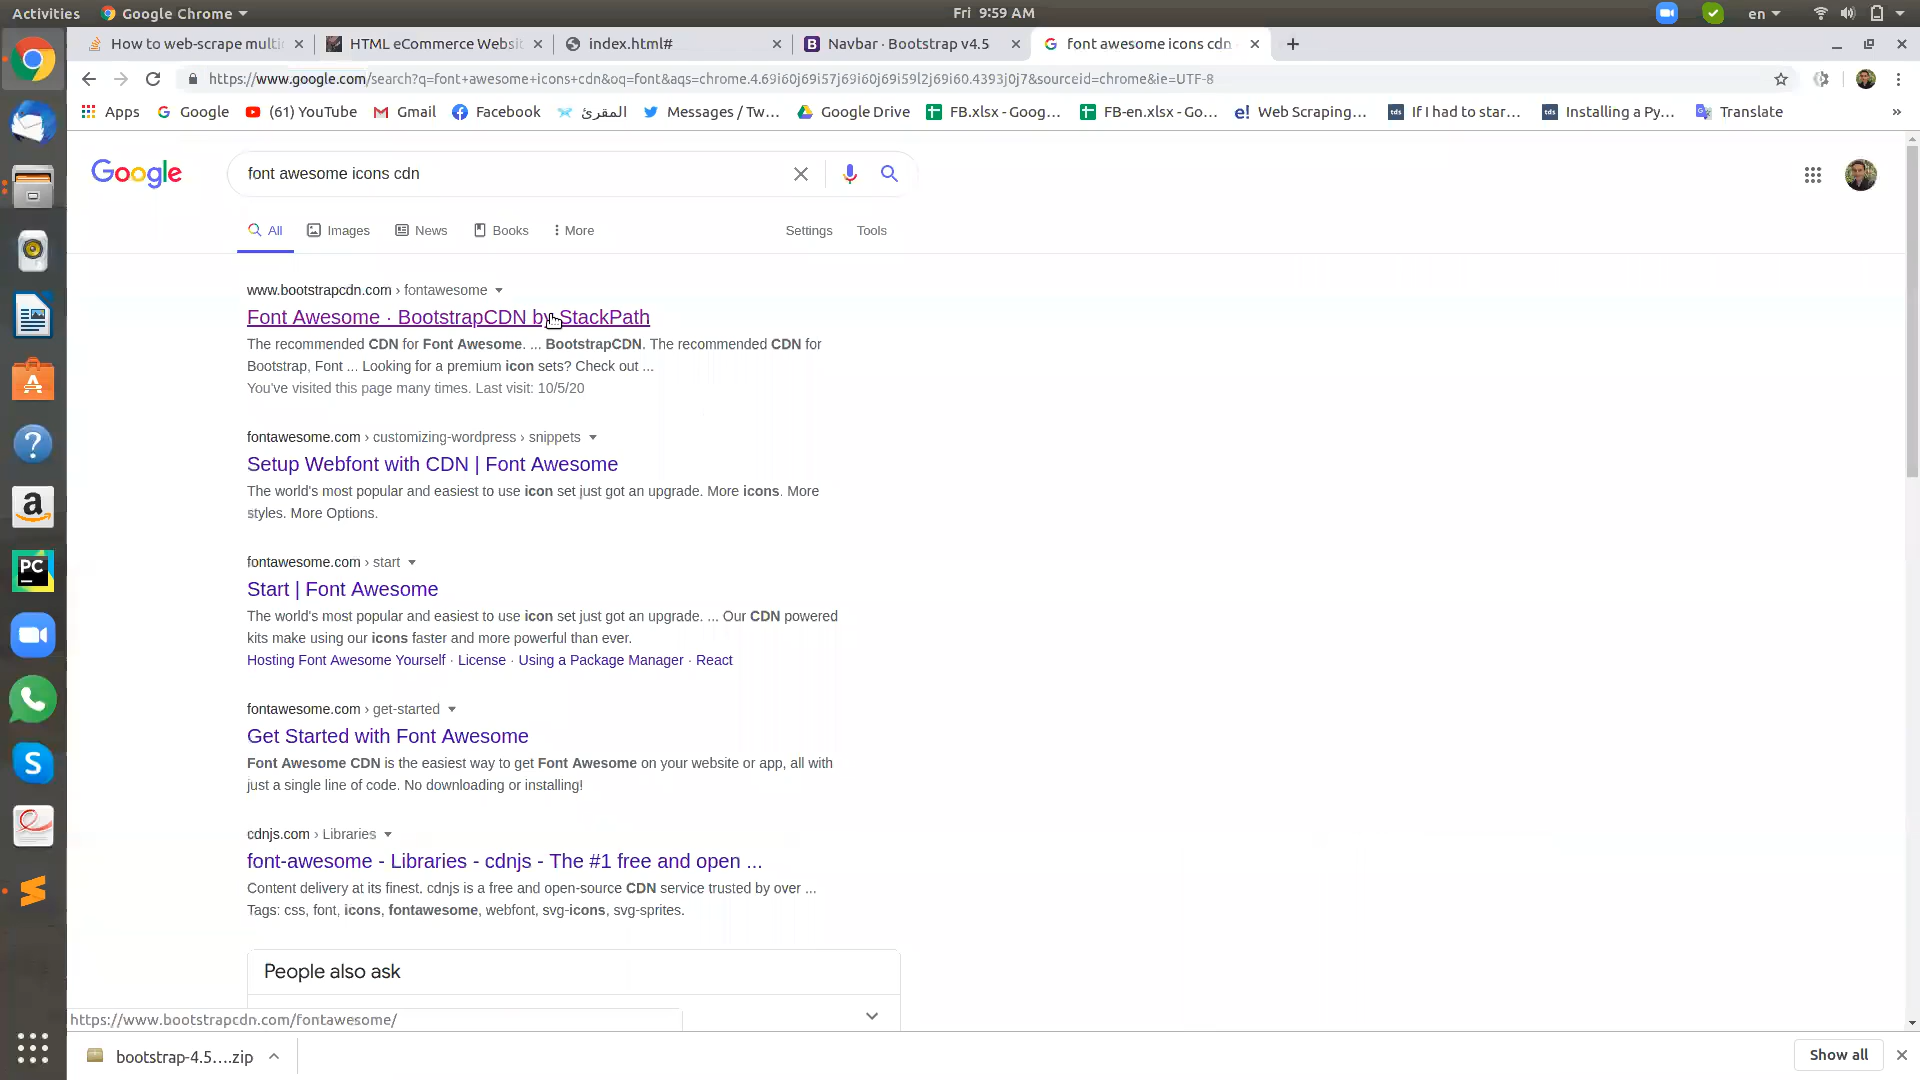 Activities
Google Chrome
Fri 9:59 AM
en
How to web-scrape multi
HTML eCommerce Websit
index.html#
Navbar · Bootstrap v4.5
font awesome icons cdn
https://www.google.com/search?q=font+awesome+icons+cdn&oq=font&aqs=chrome.4.69i60j69i57j69i60j69i59l2j69i60.4393j0j7&sourceid=chrome&ie=UTF-8
Apps
Google
(61) YouTube
Gmail
Facebook
المقرئ
Messages / Tw...
Google Drive
FB.xlsx - Goog...
FB-en.xlsx - Go...
e! Web Scraping...
tds If I had to star...
tds Installing a Py...
Translate
»
Google
font awesome icons cdn
All
Images
News
Books
More
Settings
Tools
www.bootstrapcdn.com › fontawesome
Font Awesome · BootstrapCDN by StackPath
The recommended CDN for Font Awesome. ... BootstrapCDN. The recommended CDN for
Bootstrap, Font ... Looking for a premium icon sets? Check out ...
You've visited this page many times. Last visit: 10/5/20
fontawesome.com › customizing-wordpress › snippets
Setup Webfont with CDN | Font Awesome
The world's most popular and easiest to use icon set just got an upgrade. More icons. More
styles. More Options.
fontawesome.com › start
Start | Font Awesome
The world's most popular and easiest to use icon set just got an upgrade. ... Our CDN powered
kits make using our icons faster and more powerful than ever.
Hosting Font Awesome Yourself · License · Using a Package Manager · React
fontawesome.com › get-started
Get Started with Font Awesome
Font Awesome CDN is the easiest way to get Font Awesome on your website or app, all with
just a single line of code. No downloading or installing!
cdnjs.com › Libraries
font-awesome - Libraries - cdnjs - The #1 free and open ...
Content delivery at its finest. cdnjs is a free and open-source CDN service trusted by over ...
Tags: css, font, icons, fontawesome, webfont, svg-icons, svg-sprites.
People also ask
https://www.bootstrapcdn.com/fontawesome/
bootstrap-4.5....zip
Show all